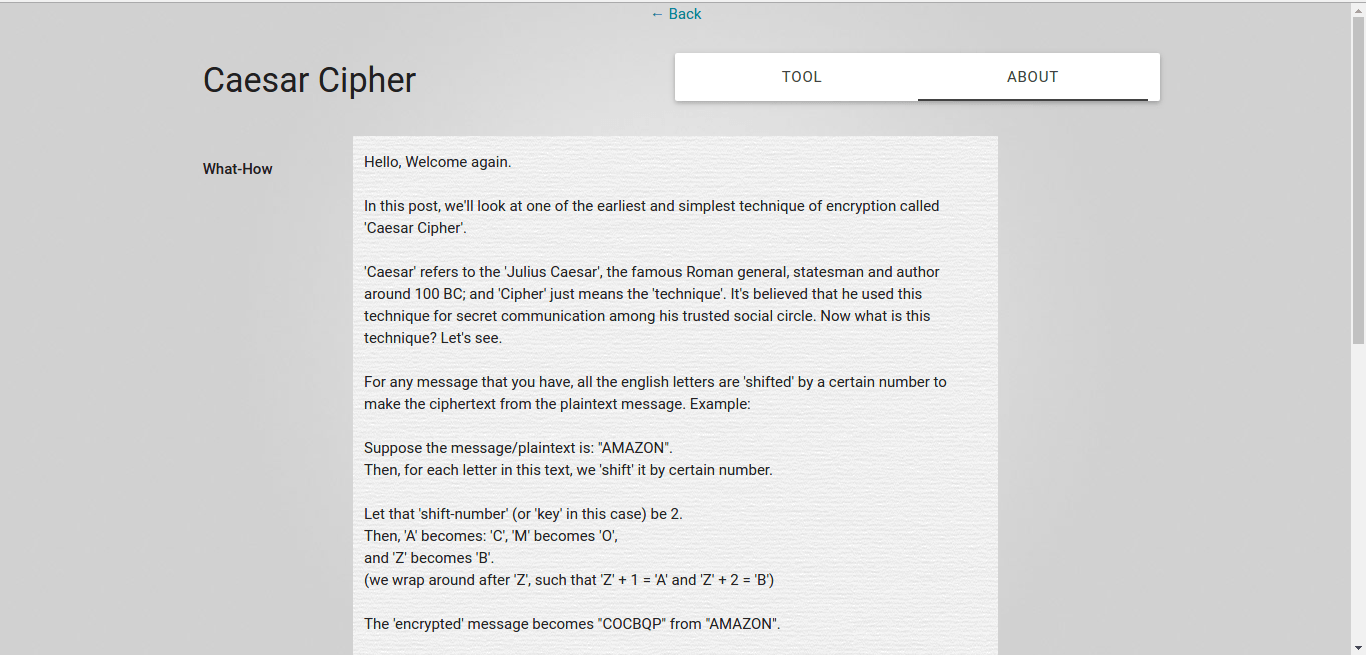 ← Back
Caesar Cipher
TOOL
ABOUT
What-How
Hello, Welcome again.
In this post, we'll look at one of the earliest and simplest technique of encryption called
'Caesar Cipher'.
'Caesar' refers to the 'Julius Caesar', the famous Roman general, statesman and author
around 100 BC; and 'Cipher' just means the 'technique'. It's believed that he used this
technique for secret communication among his trusted social circle. Now what is this
technique? Let's see.
For any message that you have, all the english letters are 'shifted' by a certain number to
make the ciphertext from the plaintext message. Example:
Suppose the message/plaintext is: "AMAZON".
Then, for each letter in this text, we 'shift' it by certain number.
Let that 'shift-number' (or 'key' in this case) be 2.
Then, 'A' becomes: 'C', 'M' becomes 'O',
and 'Z' becomes 'B'.
(we wrap around after 'Z', such that 'Z' + 1 = 'A' and 'Z' + 2 = 'B')
The 'encrypted' message becomes "COCBQP" from "AMAZON".